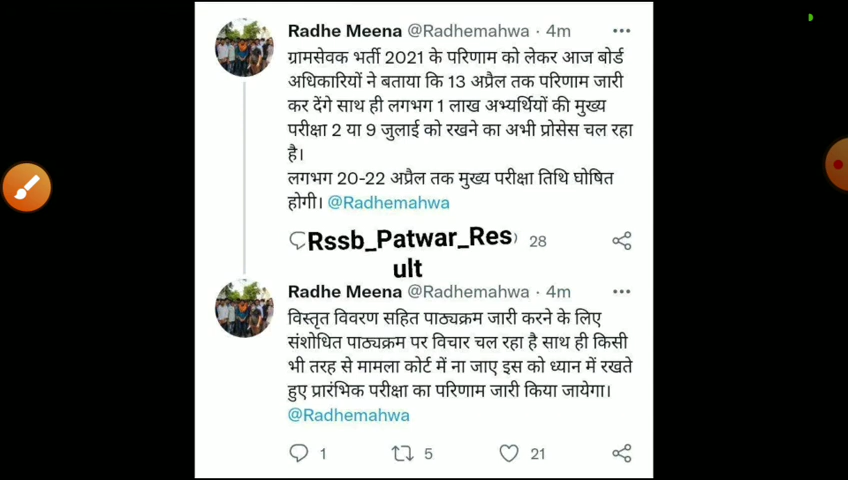 Radhe Meena @Radhemahwa · 4m
ग्रामसेवक भर्ती 2021 के परिणाम को लेकर आज बोर्ड
अधिकारियों ने बताया कि 13 अप्रैल तक परिणाम जारी
कर देंगे साथ ही लगभग 1 लाख अभ्यर्थियों की मुख्य
परीक्षा 2 या 9 जुलाई को रखने का अभी प्रोसेस चल रहा
है।
लगभग 20-22 अप्रैल तक मुख्य परीक्षा तिथि घोषित
होगी। @Radhemahwa
Rssb_Patwar_Res 28
ult
Radhe Meena @Radhemahwa · 4m
विस्तृत विवरण सहित पाठ्यक्रम जारी करने के लिए
संशोधित पाठ्यक्रम पर विचार चल रहा है साथ ही किसी
भी तरह से मामला कोर्ट में ना जाए इस को ध्यान में रखते
हुए प्रारंभिक परीक्षा का परिणाम जारी किया जायेगा।
@Radhemahwa
1 5 21